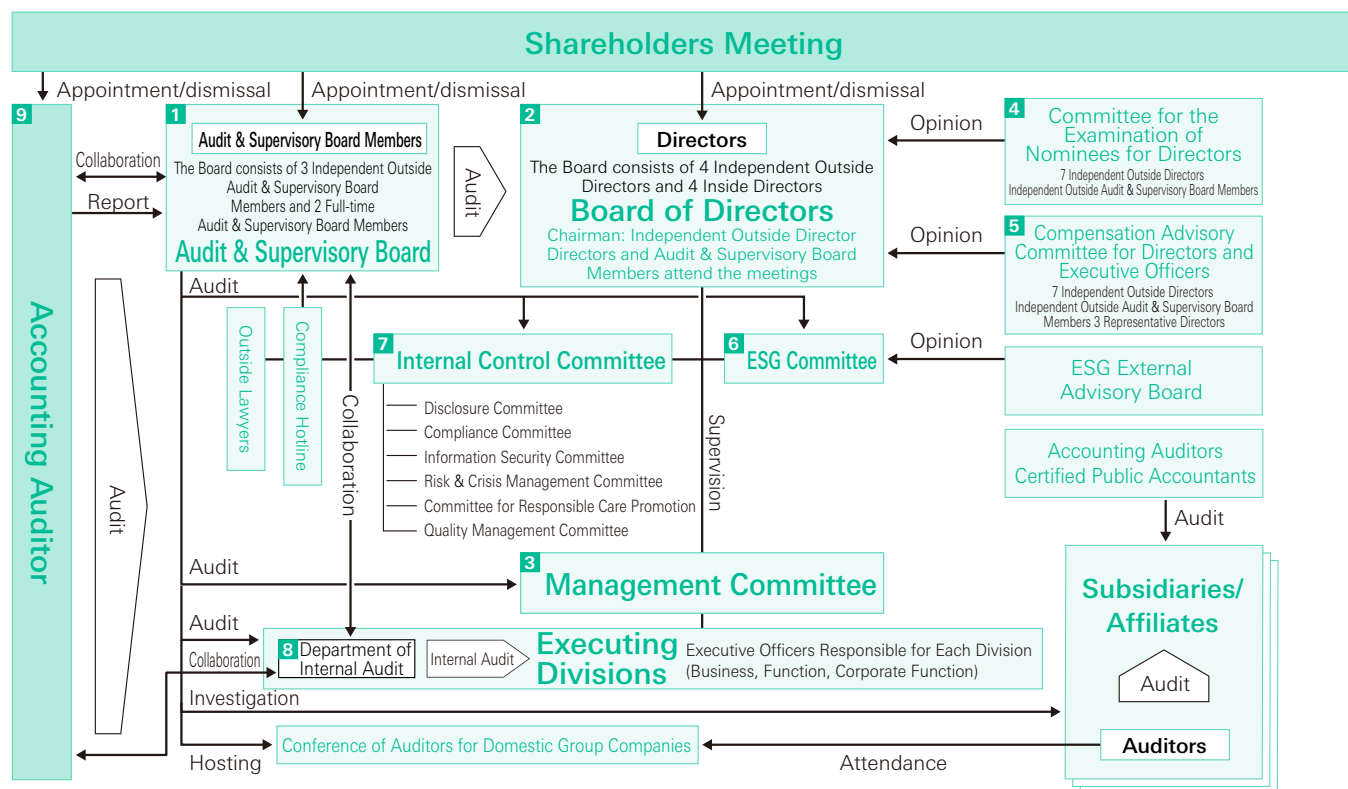 Shareholders Meeting
Appointment/dismissal
Appointment/dismissal
Appointment/dismissal
9
Accounting Auditor
Collaboration
Report
Audit
1
Audit & Supervisory Board Members
The Board consists of 3 Independent Outside
Audit & Supervisory Board
Members and 2 Full-time
Audit & Supervisory Board Members
Audit & Supervisory Board
Audit
2
Directors
The Board consists of 4 Independent Outside
Directors and 4 Inside Directors
Board of Directors
Chairman: Independent Outside Director
Directors and Audit & Supervisory Board
Members attend the meetings
Opinion
4
Committee for the
Examination of
Nominees for Directors
7 Independent Outside Directors
Independent Outside Audit & Supervisory Board Members
Opinion
5
Compensation Advisory
Committee for Directors and
Executive Officers
7 Independent Outside Directors
Independent Outside Audit & Supervisory Board
Members 3 Representative Directors
Audit
Outside Lawyers
Compliance Hotline
Collaboration
7
Internal Control Committee
6
ESG Committee
Opinion
ESG External
Advisory Board
Disclosure Committee
Compliance Committee
Information Security Committee
Risk & Crisis Management Committee
Committee for Responsible Care Promotion
Quality Management Committee
Supervision
Accounting Auditors
Certified Public Accountants
Audit
Audit
3
Management Committee
Audit
Collaboration
8
Department of
Internal Audit
Internal Audit
Executing
Divisions
Executive Officers Responsible for Each Division
(Business, Function, Corporate Function)
Subsidiaries/
Affiliates
Audit
Auditors
Investigation
Hosting
Conference of Auditors for Domestic Group Companies
Attendance